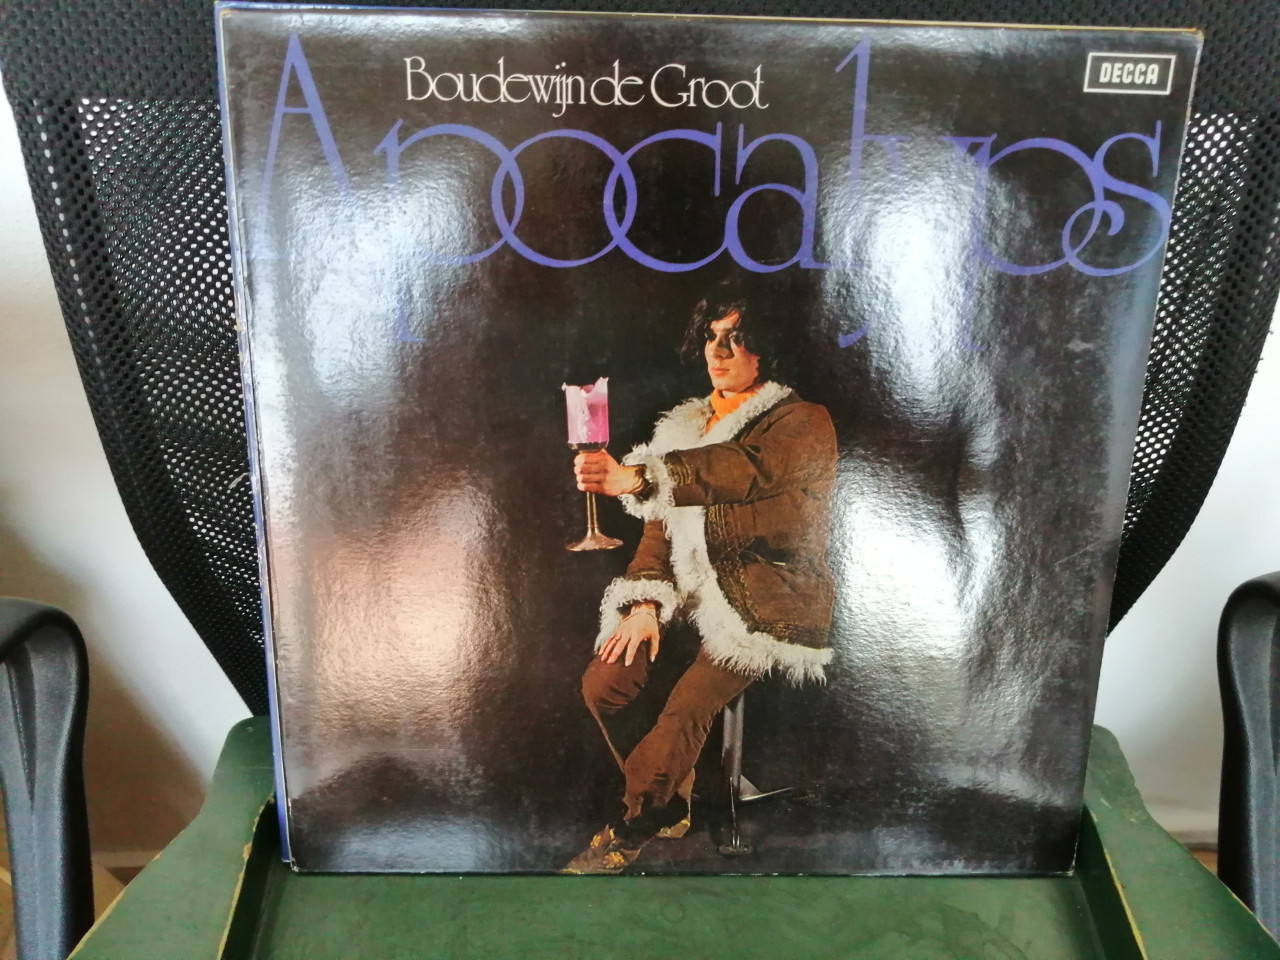 Boudewijn de Groot
DECCA
Apocalyps